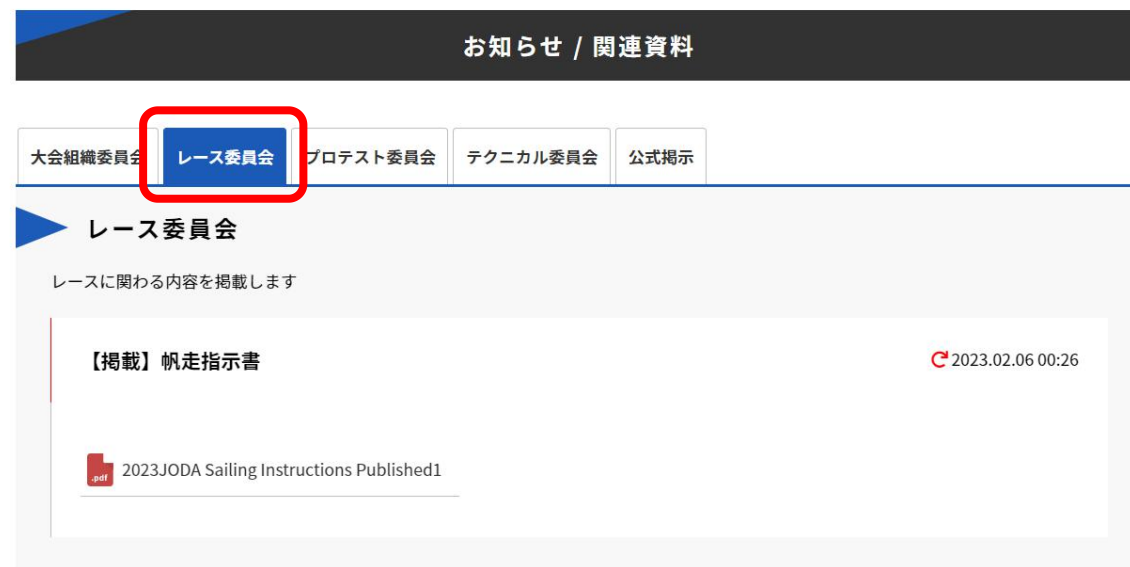 お知らせ / 関連資料
大会組織委員会 レース委員会 プロテスト委員会 テクニカル委員会 公式掲示
レース委員会
レースに関わる内容を掲載します
【掲載】帆走指示書 2023.02.06 00:26
.pdf 2023JODA Sailing Instructions Published1